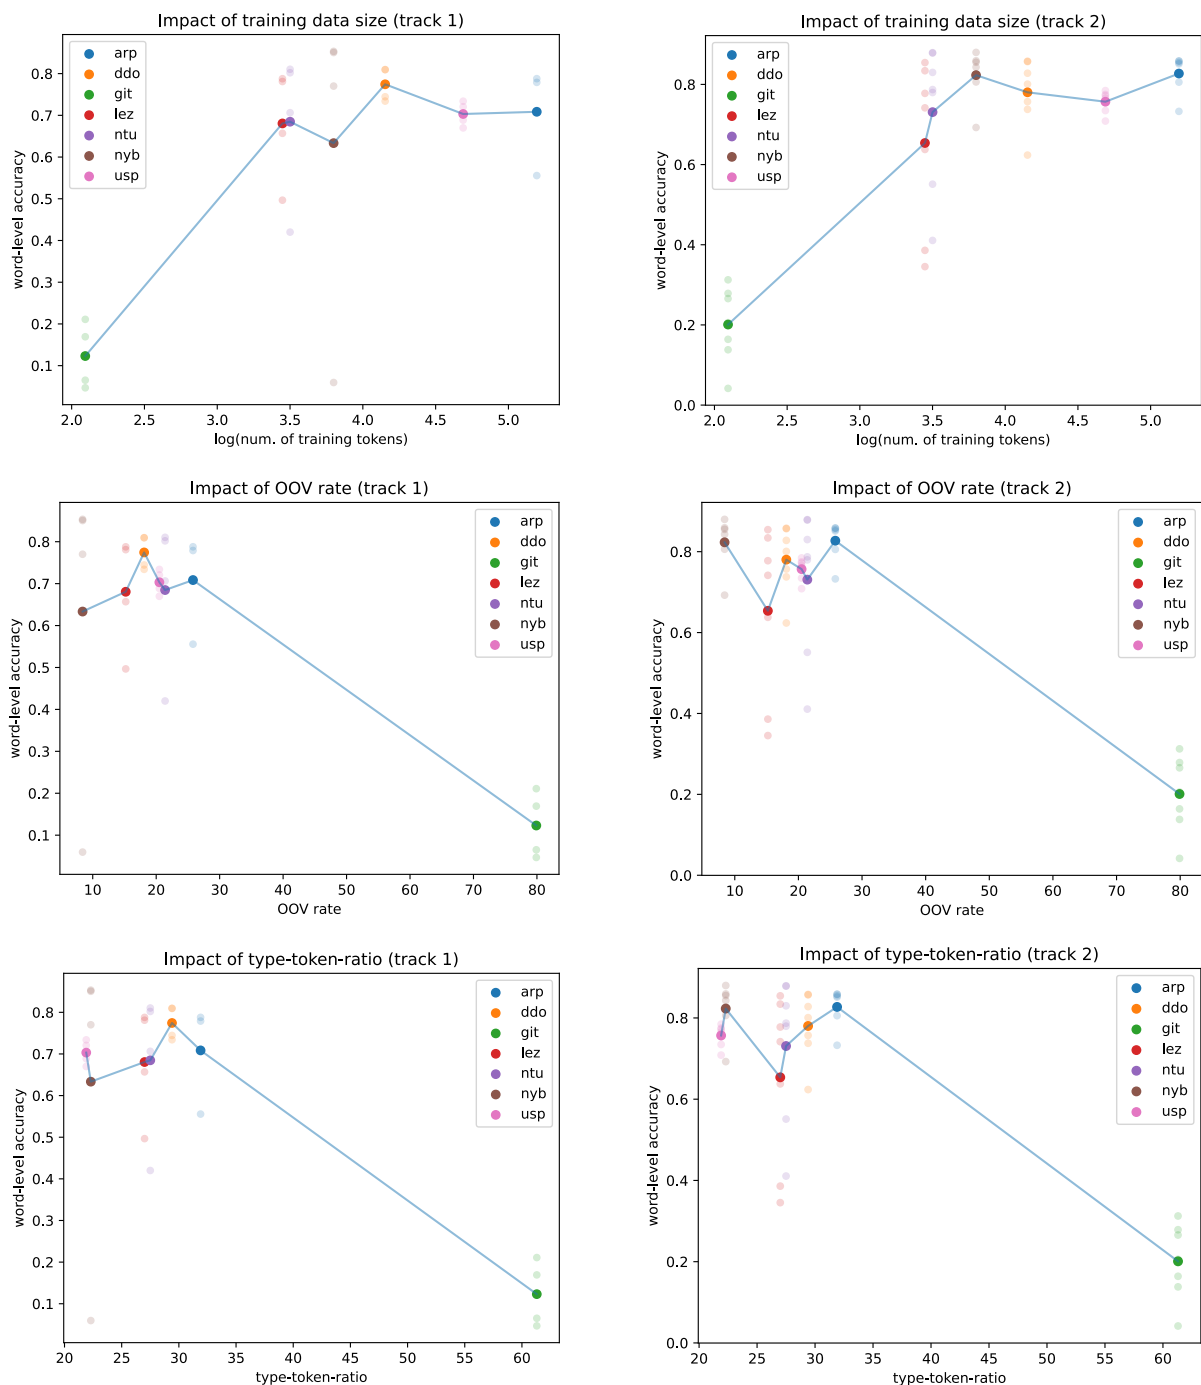 Impact of training data size (track 1)
word-level accuracy
0.8
0.7
0.6
0.5
0.4
0.3
0.2
0.1
arp
ddo
git
lez
ntu
nyb
usp
2.0 2.5 3.0 3.5 4.0 4.5 5.0
log(num. of training tokens)
Impact of training data size (track 2)
word-level accuracy
0.8
0.6
0.4
0.2
0.0
arp
ddo
git
lez
ntu
nyb
usp
2.0 2.5 3.0 3.5 4.0 4.5 5.0
log(num. of training tokens)
Impact of OOV rate (track 1)
word-level accuracy
0.8
0.7
0.6
0.5
0.4
0.3
0.2
0.1
arp
ddo
git
lez
ntu
nyb
usp
10 20 30 40 50 60 70 80
OOV rate
Impact of OOV rate (track 2)
word-level accuracy
0.8
0.6
0.4
0.2
0.0
arp
ddo
git
lez
ntu
nyb
usp
10 20 30 40 50 60 70 80
OOV rate
Impact of type-token-ratio (track 1)
word-level accuracy
0.8
0.7
0.6
0.5
0.4
0.3
0.2
0.1
arp
ddo
git
lez
ntu
nyb
usp
20 25 30 35 40 45 50 55 60
type-token-ratio
Impact of type-token-ratio (track 2)
word-level accuracy
0.8
0.6
0.4
0.2
0.0
arp
ddo
git
lez
ntu
nyb
usp
20 25 30 35 40 45 50 55 60
type-token-ratio